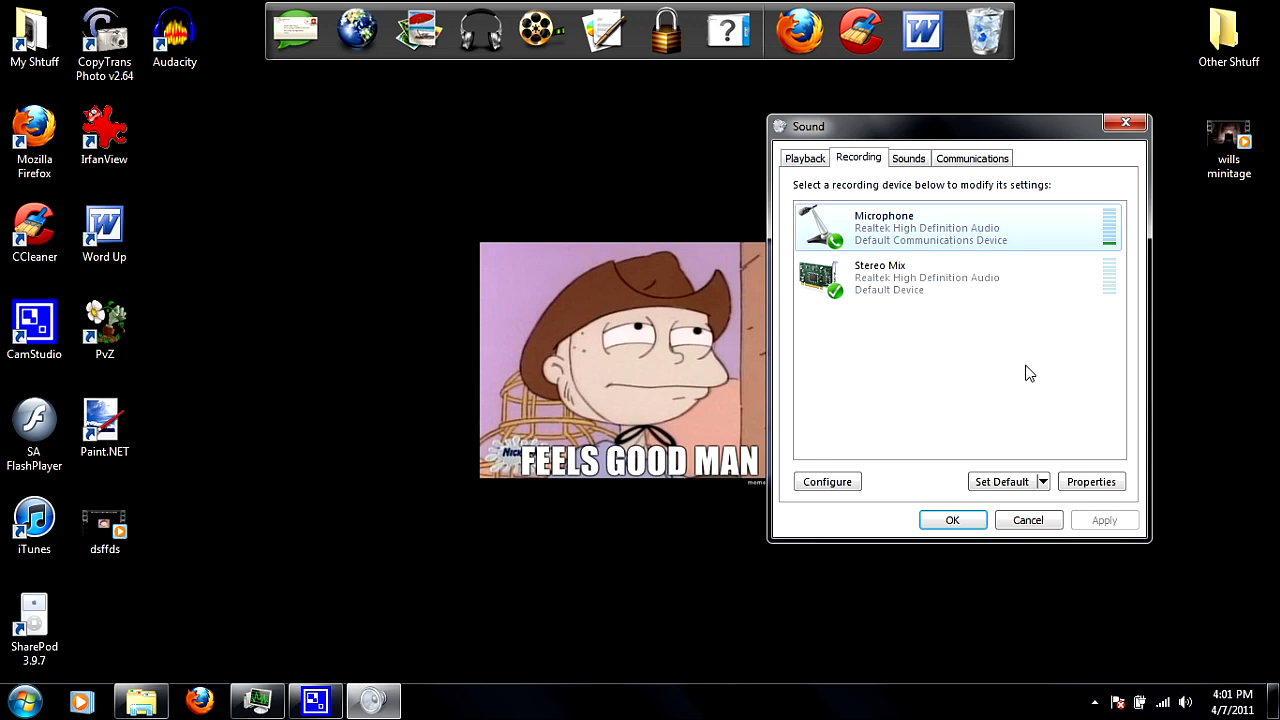 My Stuff
CopyTrans
Photo v2.64
Audacity
Other Stuff
Mozilla
Firefox
IrfanView
wills
minitage
CCleaner
Word Up
CamStudio
PvZ
SA
FlashPlayer
Paint.NET
iTunes
dsffds
SharePod
3.9.7
Sound
Playback
Recording
Sounds
Communications
Select a recording device below to modify its settings:
Microphone
Realtek High Definition Audio
Default Communications Device
Stereo Mix
Realtek High Definition Audio
Default Device
FEELS GOOD MAN
Configure
Set Default
Properties
OK
Cancel
Apply
4:01 PM
4/7/2011